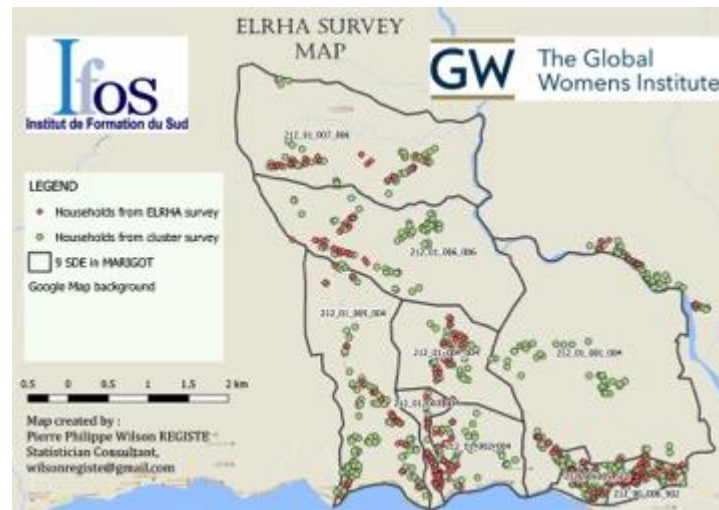 ELRHA SURVEY
MAP
Ifos
Institut de Formation du Sud
GW
The Global
Womens Institute
212_01_007_006
LEGEND
Households from ELRHA survey
Households from cluster survey
9 SDE in MARIGOT
Google Map background
212_01_006_006
212_01_005_004
212_01_001_004
0.5 0 0.5 1 1.5 2 km
Map created by :
Pierre Philippe Wilson REGISTE
Statistician Consultant,
wilsonregiste@gmail.com